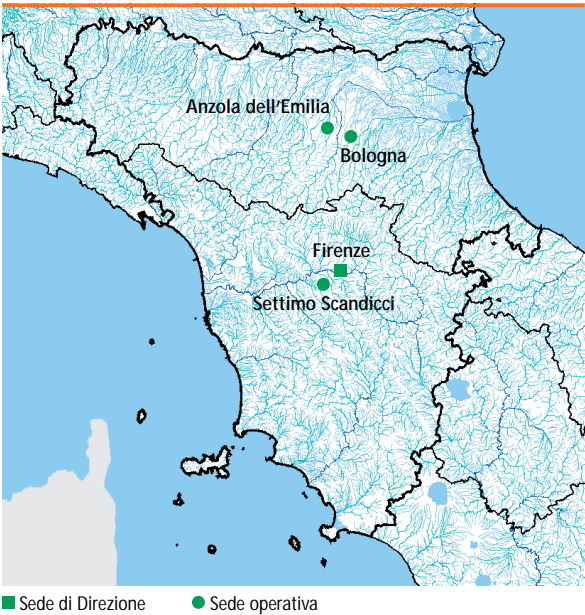 Anzola dell'Emilia
Bologna
Firenze
Settimo Scandicci
Sede di Direzione
Sede operativa